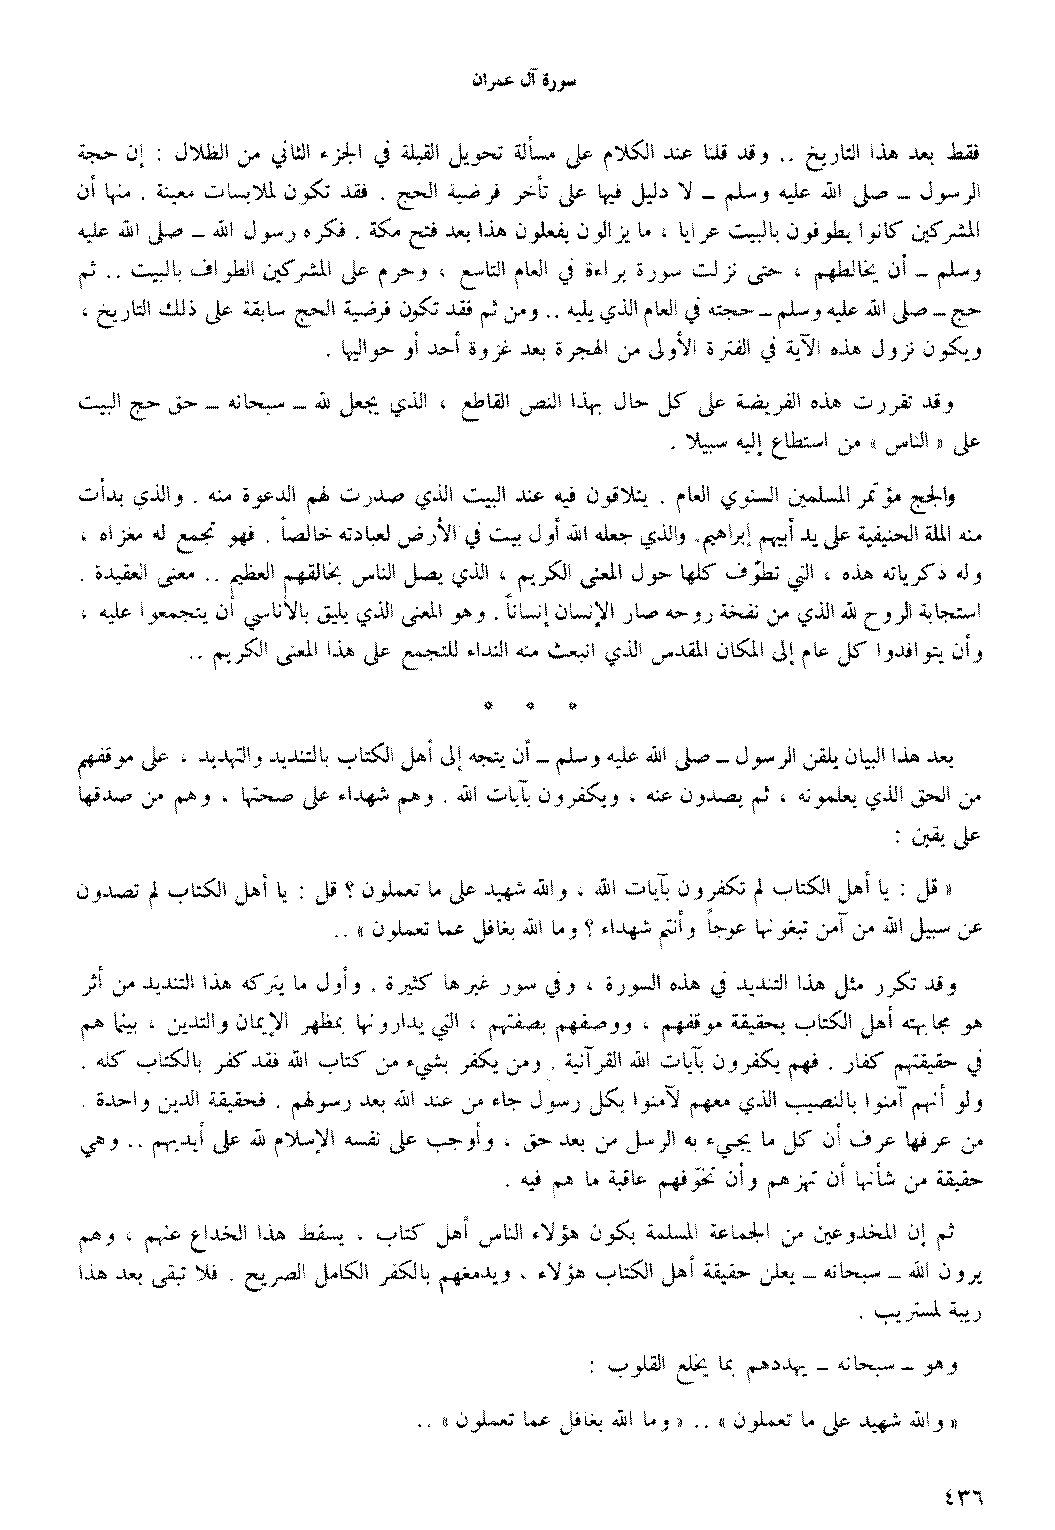 سورة آل عمران
فقط بعد هذا التاريخ .. وقد قلنا عند الكلام على مسألة تحويل القبلة في الجزء الثاني من الظلال : إن حجة
الرسول – صلى الله عليه وسلم – لا دليل فيها على تأخر فرضية الحج . فقد تكون لملابسات معينة . منها أن
المشركين كانوا يطوفون بالبيت عرايا ، ما يزالون يفعلون هذا بعد فتح مكة . فكره رسول الله – صلى الله عليه
وسلم – أن يخالطهم ، حتى نزلت سورة براءة في العام التاسع ، وحرم على المشركين الطواف بالبيت .. ثم
حج – صلى الله عليه وسلم – حجته في العام الذي يليه .. ومن ثم فقد تكون فرضية الحج سابقة على ذلك التاريخ ،
ويكون نزول هذه الآية في الفترة الأولى من الهجرة بعد غزوة أحد أو حواليها .
وقد تقررت هذه الفريضة على كل حال بهذا النص القاطع ، الذي يجعل لله – سبحانه – حق حج البيت
على « الناس » من استطاع إليه سبيلا .
والحج مؤتمر المسلمين السنوي العام . يتلاقون فيه عند البيت الذي صدرت لهم الدعوة منه . والذي بدأت
منه الملة الحنيفية على يد أبيهم إبراهيم. والذي جعله الله أول بيت في الأرض لعبادته خالصاً . فهو تجمع له مغزاه ،
وله ذكرياته هذه ، التي تطوّف كلها حول المعنى الكريم ، الذي يصل الناس بخالقهم العظيم .. معنى العقيدة .
استجابة الروح لله الذي من نفخة روحه صار الإنسان إنساناً . وهو المعنى الذي يليق بالأناسي أن يتجمعوا عليه ،
وأن يتوافدوا كل عام إلى المكان المقدس الذي انبعث منه النداء للتجمع على هذا المعنى الكريم ..
* * *
بعد هذا البيان يلقن الرسول – صلى الله عليه وسلم – أن يتجه إلى أهل الكتاب بالتنديد والتهديد ، على موقفهم
من الحق الذي يعلمونه ، ثم يصدون عنه ، ويكفرون بآيات الله . وهم شهداء على صحتها ، وهم من صدقها
على يقين :
« قل : يا أهل الكتاب لم تكفرون بآيات الله ، والله شهيد على ما تعملون ؟ قل : يا أهل الكتاب لم تصدون
عن سبيل الله من آمن تبغونها عوجاً وأنتم شهداء ؟ وما الله بغافل عما تعملون » ..
وقد تكرر مثل هذا التنديد في هذه السورة ، وفي سور غيرها كثيرة . وأول ما يتركه هذا التنديد من أثر
هو مجابهته أهل الكتاب بحقيقة موقفهم ، ووصفهم بصفتهم ، التي يدارونها بمظهر الإيمان والتدين ، بينما هم
في حقيقتهم كفار . فهم يكفرون بآيات الله القرآنية . ومن يكفر بشيء من كتاب الله فقد كفر بالكتاب كله .
ولو أنهم آمنوا بالنصيب الذي معهم لآمنوا بكل رسول جاء من عند الله بعد رسولهم . فحقيقة الدين واحدة .
من عرفها عرف أن كل ما يجيء به الرسل من بعد حق ، وأوجب على نفسه الإسلام لله على أيديهم .. وهي
حقيقة من شأنها أن تهزهم وأن تخوّفهم عاقبة ما هم فيه .
ثم إن المخدوعين من الجماعة المسلمة بكون هؤلاء الناس أهل كتاب ، يسقط هذا الخداع عنهم ، وهم
يرون الله – سبحانه – يعلن حقيقة أهل الكتاب هؤلاء ، ويدمغهم بالكفر الكامل الصريح . فلا تبقى بعد هذا
ريبة لمستريب .
وهو – سبحانه – يهددهم بما يخلع القلوب :
« والله شهيد على ما تعملون » .. « وما الله بغافل عما تعملون » ..
٤٣٦